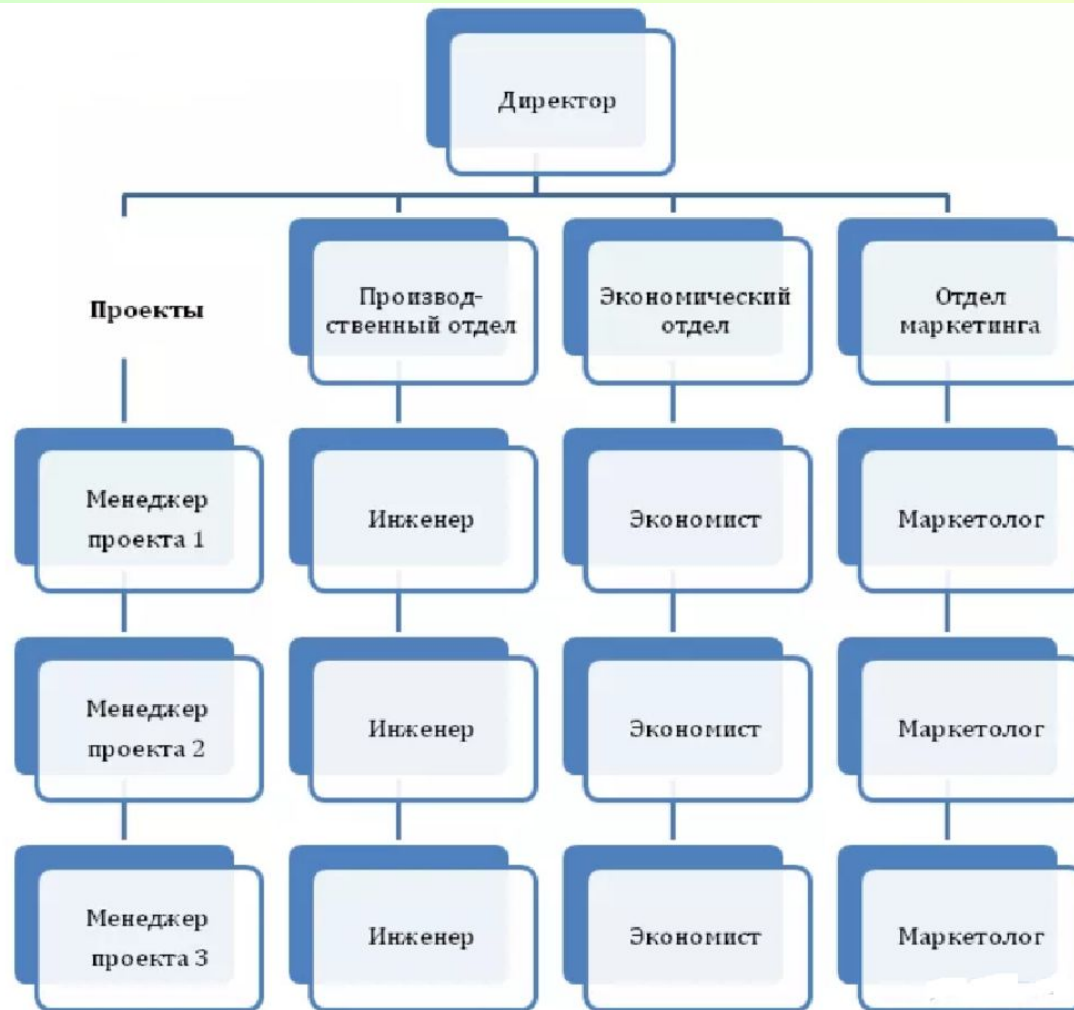 Директор
Проекты
Производ-
ственный отдел
Экономический
отдел
Отдел
маркетинга
Менеджер
проекта 1
Инженер
Экономист
Маркетолог
Менеджер
проекта 2
Инженер
Экономист
Маркетолог
Менеджер
проекта 3
Инженер
Экономист
Маркетолог